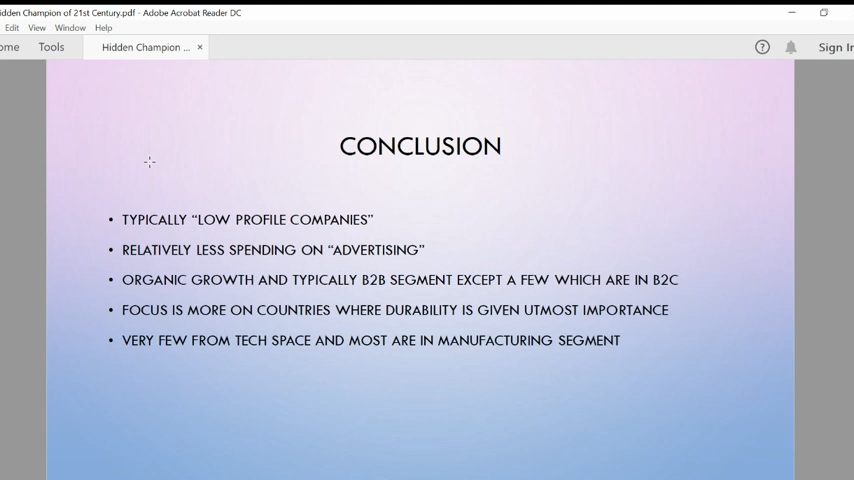 idden Champion of 21st Century.pdf - Adobe Acrobat Reader DC
Edit View Window Help
ome Tools Hidden Champion ... × ? Sign In
CONCLUSION
• TYPICALLY “LOW PROFILE COMPANIES”
• RELATIVELY LESS SPENDING ON “ADVERTISING”
• ORGANIC GROWTH AND TYPICALLY B2B SEGMENT EXCEPT A FEW WHICH ARE IN B2C
• FOCUS IS MORE ON COUNTRIES WHERE DURABILITY IS GIVEN UTMOST IMPORTANCE
• VERY FEW FROM TECH SPACE AND MOST ARE IN MANUFACTURING SEGMENT